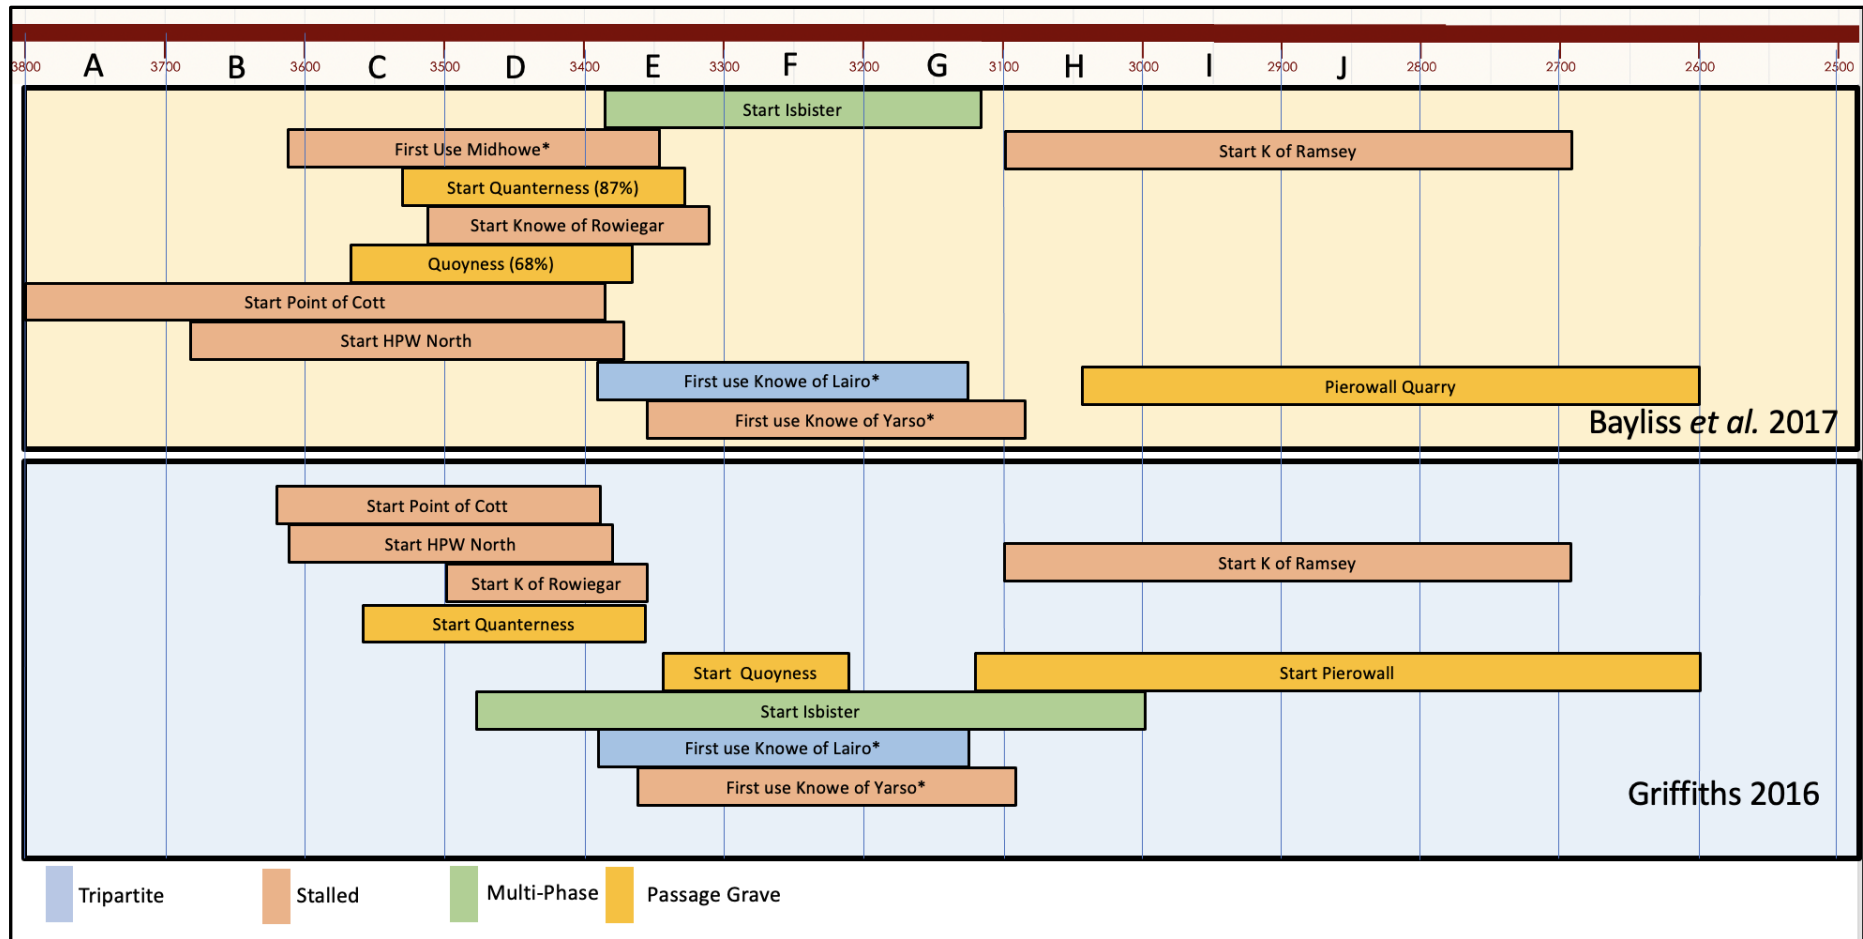 A B C D E F G H I J
3800 3700 3600 3500 3400 3300 3200 3100 3000 2900 2800 2700 2600 2500
Start Isbister
First Use Midhowe*
Start K of Ramsey
Start Quanterness (87%)
Start Knowe of Rowiegar
Quoyness (68%)
Start Point of Cott
Start HPW North
First use Knowe of Lairo*
Pierowall Quarry
First use Knowe of Yarso*
Bayliss et al. 2017
Start Point of Cott
Start HPW North
Start K of Ramsey
Start K of Rowiegar
Start Quanterness
Start  Quoyness
Start Pierowall
Start Isbister
First use Knowe of Lairo*
First use Knowe of Yarso*
Griffiths 2016
Tripartite
Stalled
Multi-Phase
Passage Grave